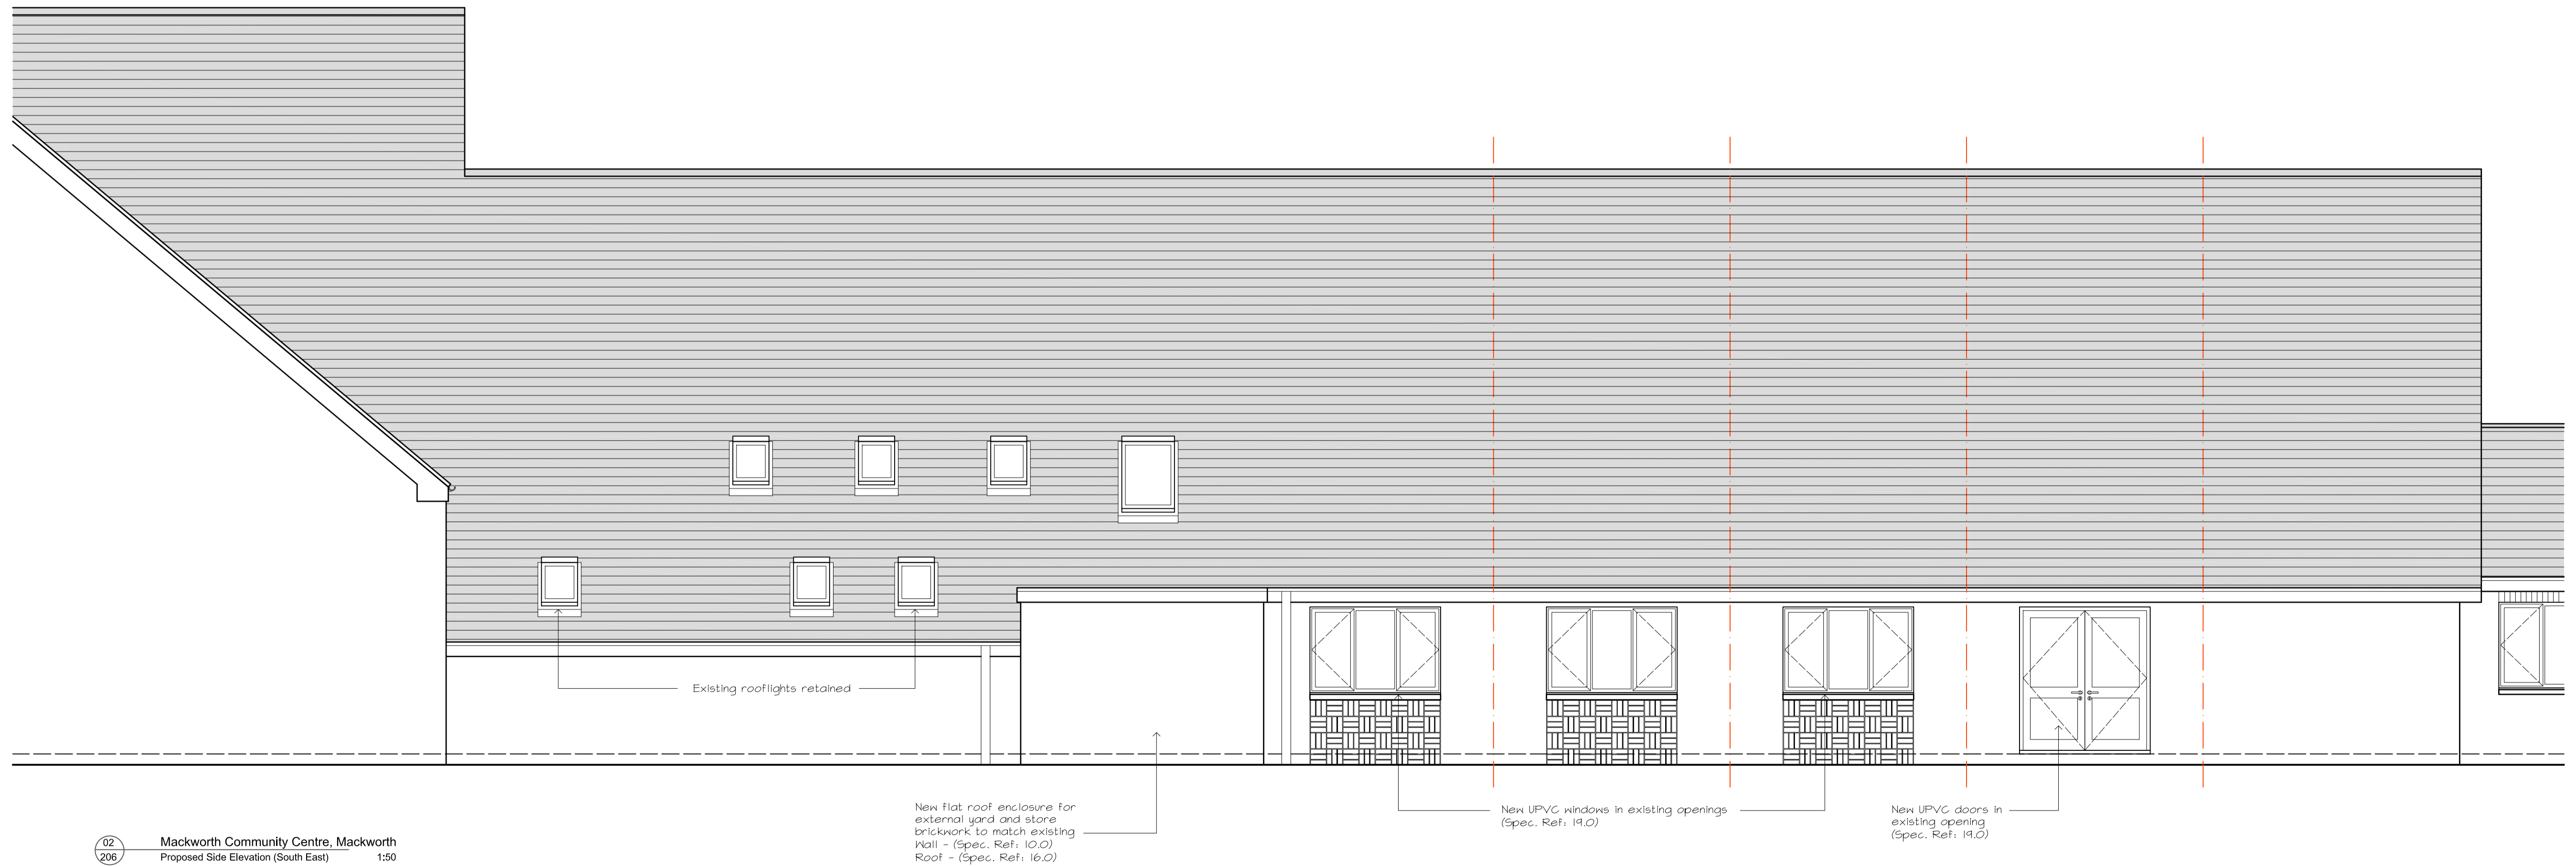 Existing rooflights retained
New flat roof enclosure for
external yard and store
brickwork to match existing
Wall - (Spec. Ref: 10.0)
Roof - (Spec. Ref: 16.0)
New UPVC windows in existing openings
(Spec. Ref: 19.0)
New UPVC doors in
existing opening
(Spec. Ref: 19.0)
02
206
Mackworth Community Centre, Mackworth
Proposed Side Elevation (South East) 1:50